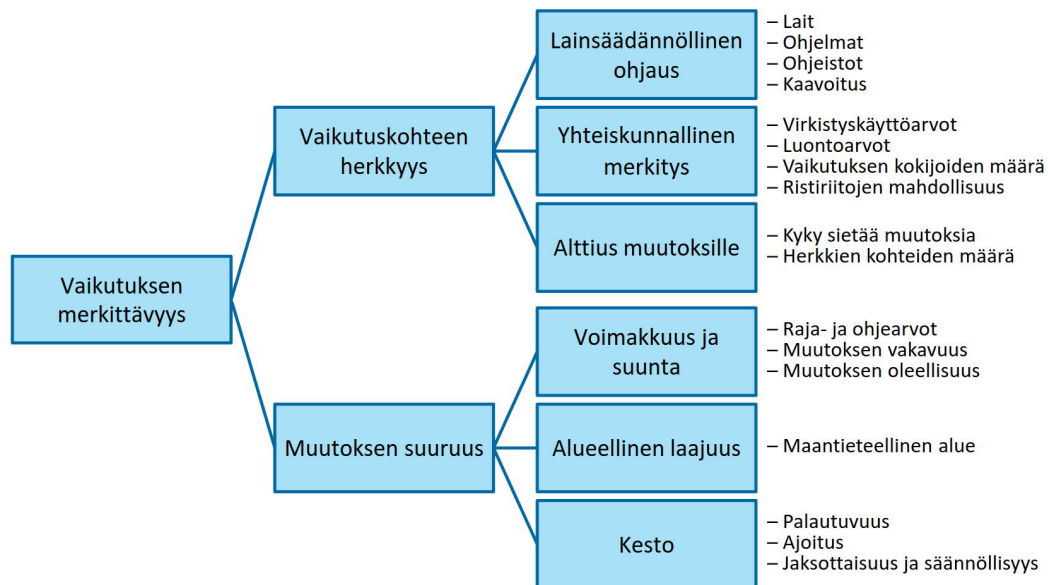 Vaikutuksen
merkittävyys
Vaikutuskohteen
herkkyys
Lainsäädännöllinen
ohjaus
– Lait
– Ohjelmat
– Ohjeistot
– Kaavoitus
Yhteiskunnallinen
merkitys
– Virkistyskäyttöarvot
– Luontoarvot
– Vaikutuksen kokijoiden määrä
– Ristiriitojen mahdollisuus
Alttius muutoksille
– Kyky sietää muutoksia
– Herkkien kohteiden määrä
Muutoksen suuruus
Voimakkuus ja
suunta
– Raja- ja ohjearvot
– Muutoksen vakavuus
– Muutoksen oleellisuus
Alueellinen laajuus
– Maantieteellinen alue
Kesto
– Palautuvuus
– Ajoitus
– Jaksottaisuus ja säännöllisyys